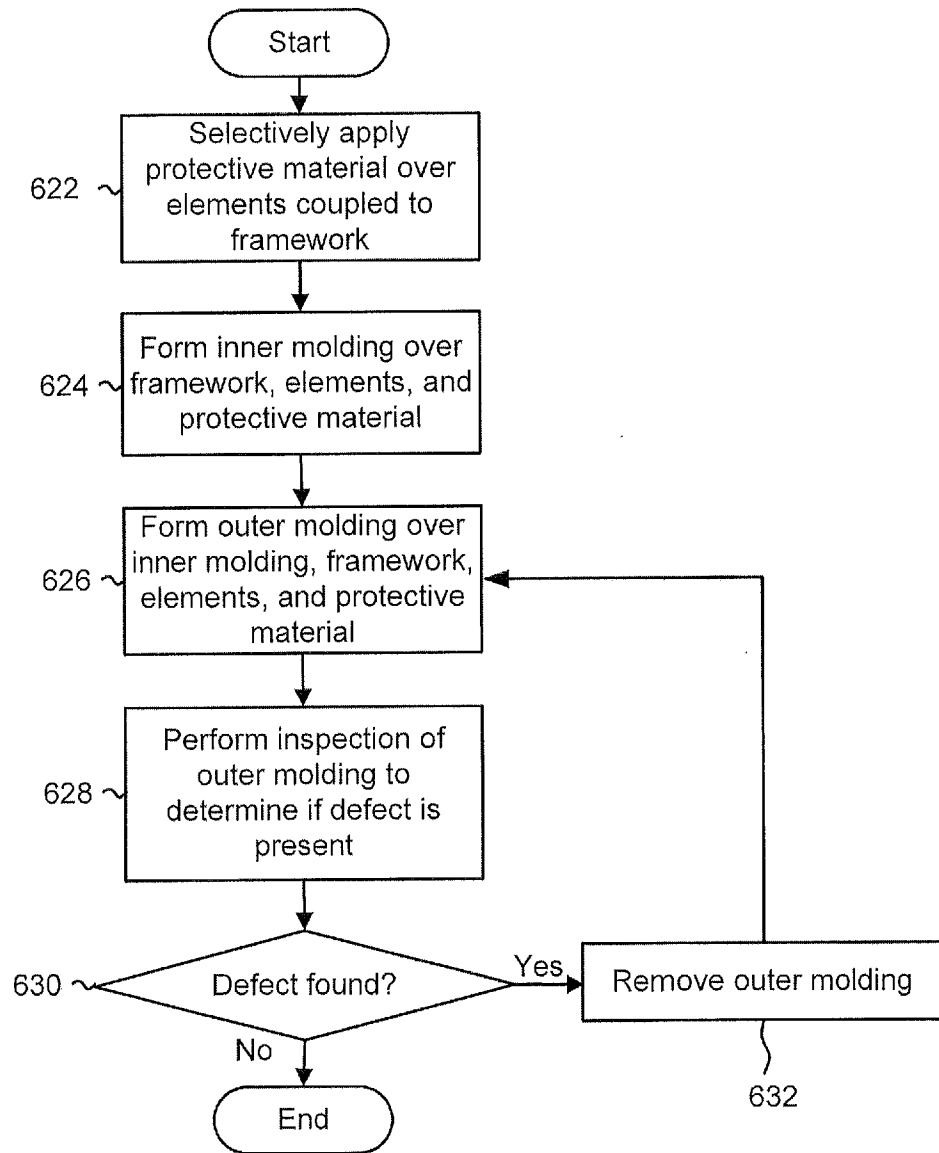 Start
Selectively apply
protective material over
elements coupled to
framework
622
Form inner molding over
framework, elements, and
protective material
624
Form outer molding over
inner molding, framework,
elements, and protective
material
626
Perform inspection of
outer molding to
determine if defect is
present
628
Defect found?
630
Yes
Remove outer molding
632
No
End